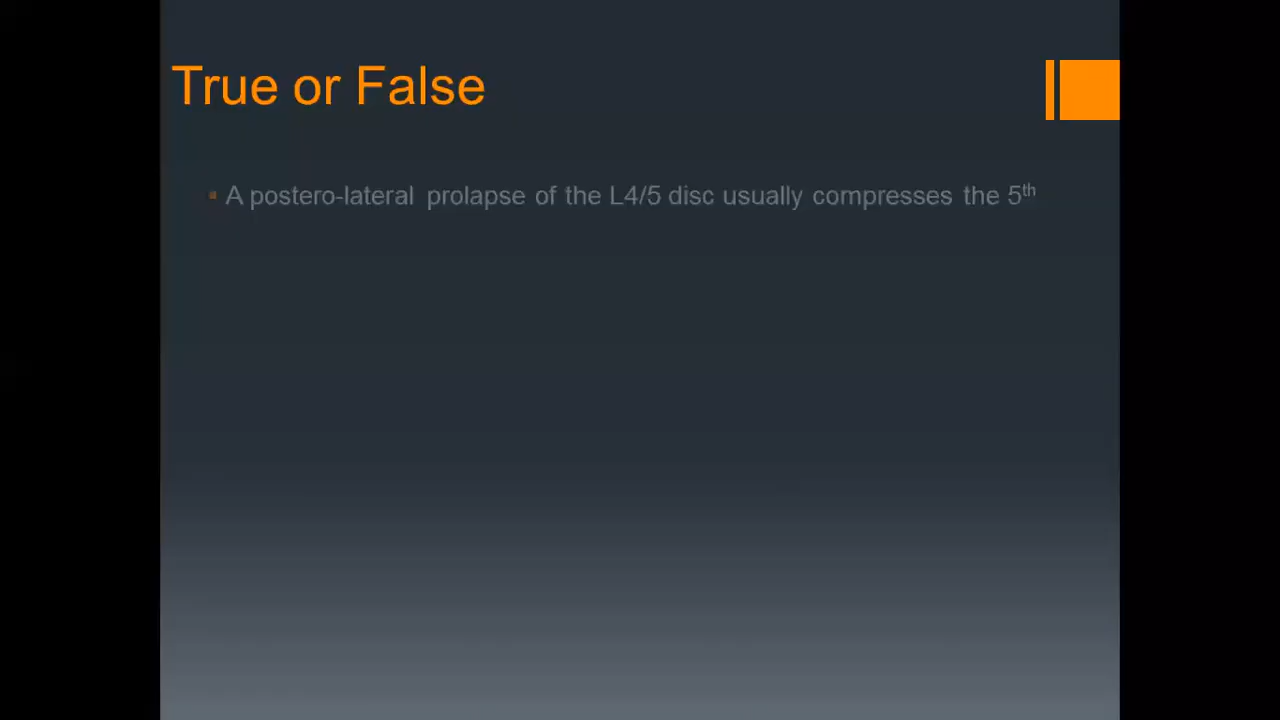 True or False
A postero-lateral prolapse of the L4/5 disc usually compresses the 5th